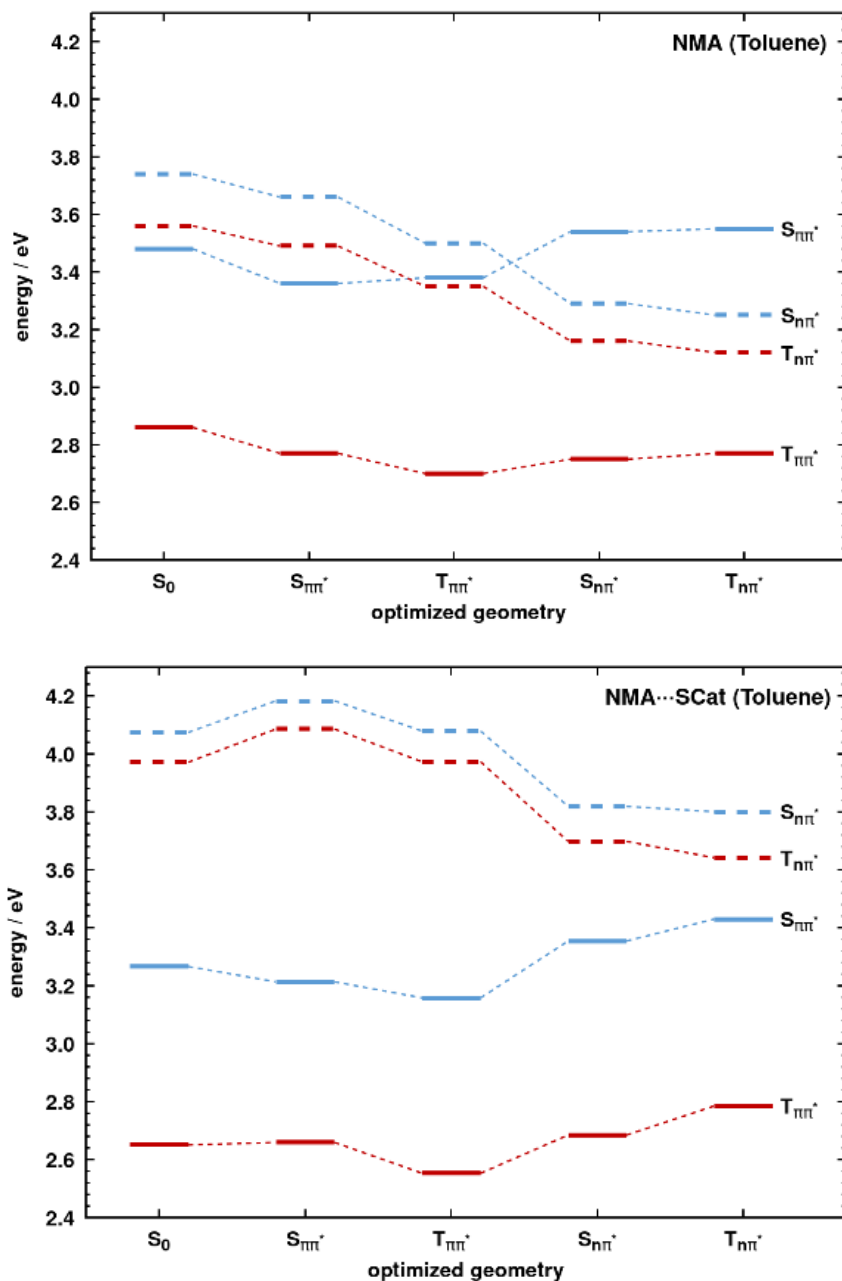 NMA (Toluene)
4.2
4.0
3.8
3.6
3.4
3.2
3.0
2.8
2.6
2.4
energy / eV
Sππ*
Snπ*
Tnπ*
Tππ*
S0 Sππ* Tππ* Snπ* Tnπ*
optimized geometry
NMA···SCat (Toluene)
4.2
4.0
3.8
3.6
3.4
3.2
3.0
2.8
2.6
2.4
energy / eV
Snπ*
Tnπ*
Sππ*
Tππ*
S0 Sππ* Tππ* Snπ* Tnπ*
optimized geometry